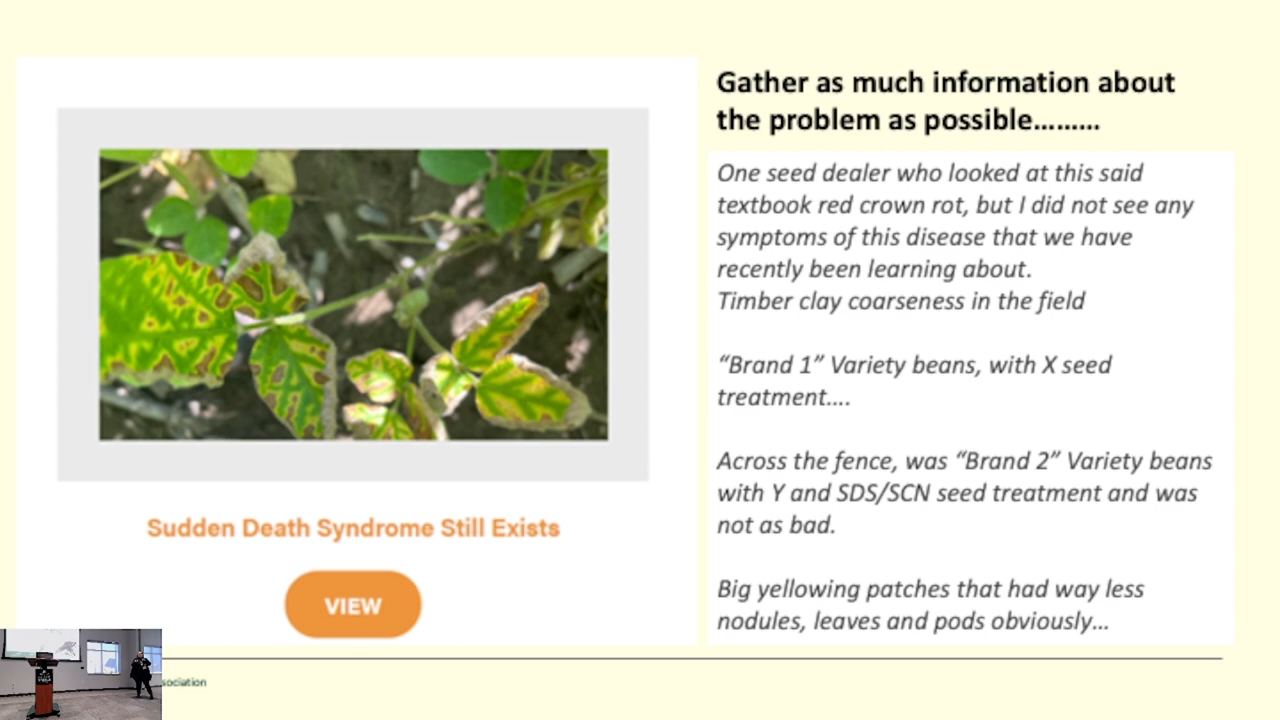 Gather as much information about
the problem as possible.........
One seed dealer who looked at this said
textbook red crown rot, but I did not see any
symptoms of this disease that we have
recently been learning about.
Timber clay coarseness in the field
“Brand 1” Variety beans, with X seed
treatment....
Across the fence, was “Brand 2” Variety beans
with Y and SDS/SCN seed treatment and was
not as bad.
Big yellowing patches that had way less
nodules, leaves and pods obviously...
Sudden Death Syndrome Still Exists
VIEW
sociation